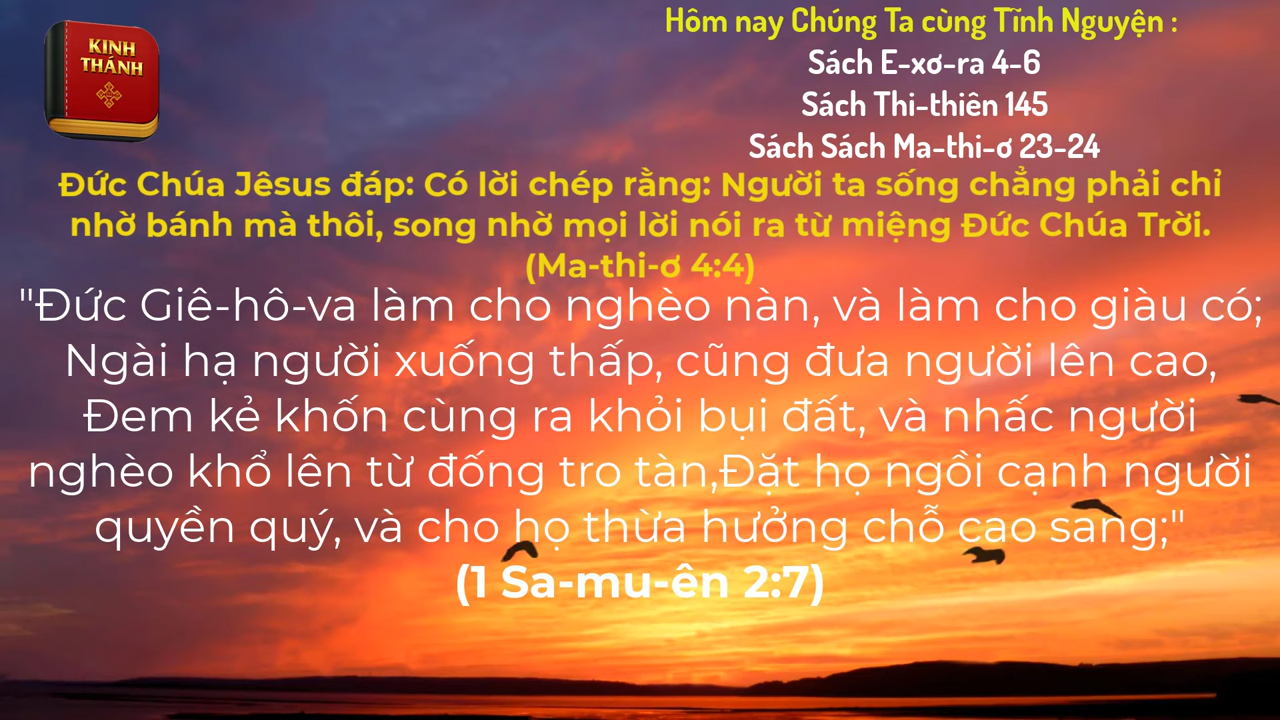 KINH
THÁNH
Hôm nay Chúng Ta cùng Tĩnh Nguyện :
Sách E-xơ-ra 4-6
Sách Thi-thiên 145
Sách Sách Ma-thi-ơ 23-24
Đức Chúa Jêsus đáp: Có lời chép rằng: Người ta sống chẳng phải chỉ
nhờ bánh mà thôi, song nhờ mọi lời nói ra từ miệng Đức Chúa Trời.
(Ma-thi-ơ 4:4)
"Đức Giê-hô-va làm cho nghèo nàn, và làm cho giàu có;
Ngài hạ người xuống thấp, cũng đưa người lên cao,
Đem kẻ khốn cùng ra khỏi bụi đất, và nhấc người
nghèo khổ lên từ đống tro tàn,Đặt họ ngồi cạnh người
quyền quý, và cho họ thừa hưởng chỗ cao sang;"
(1 Sa-mu-ên 2:7)